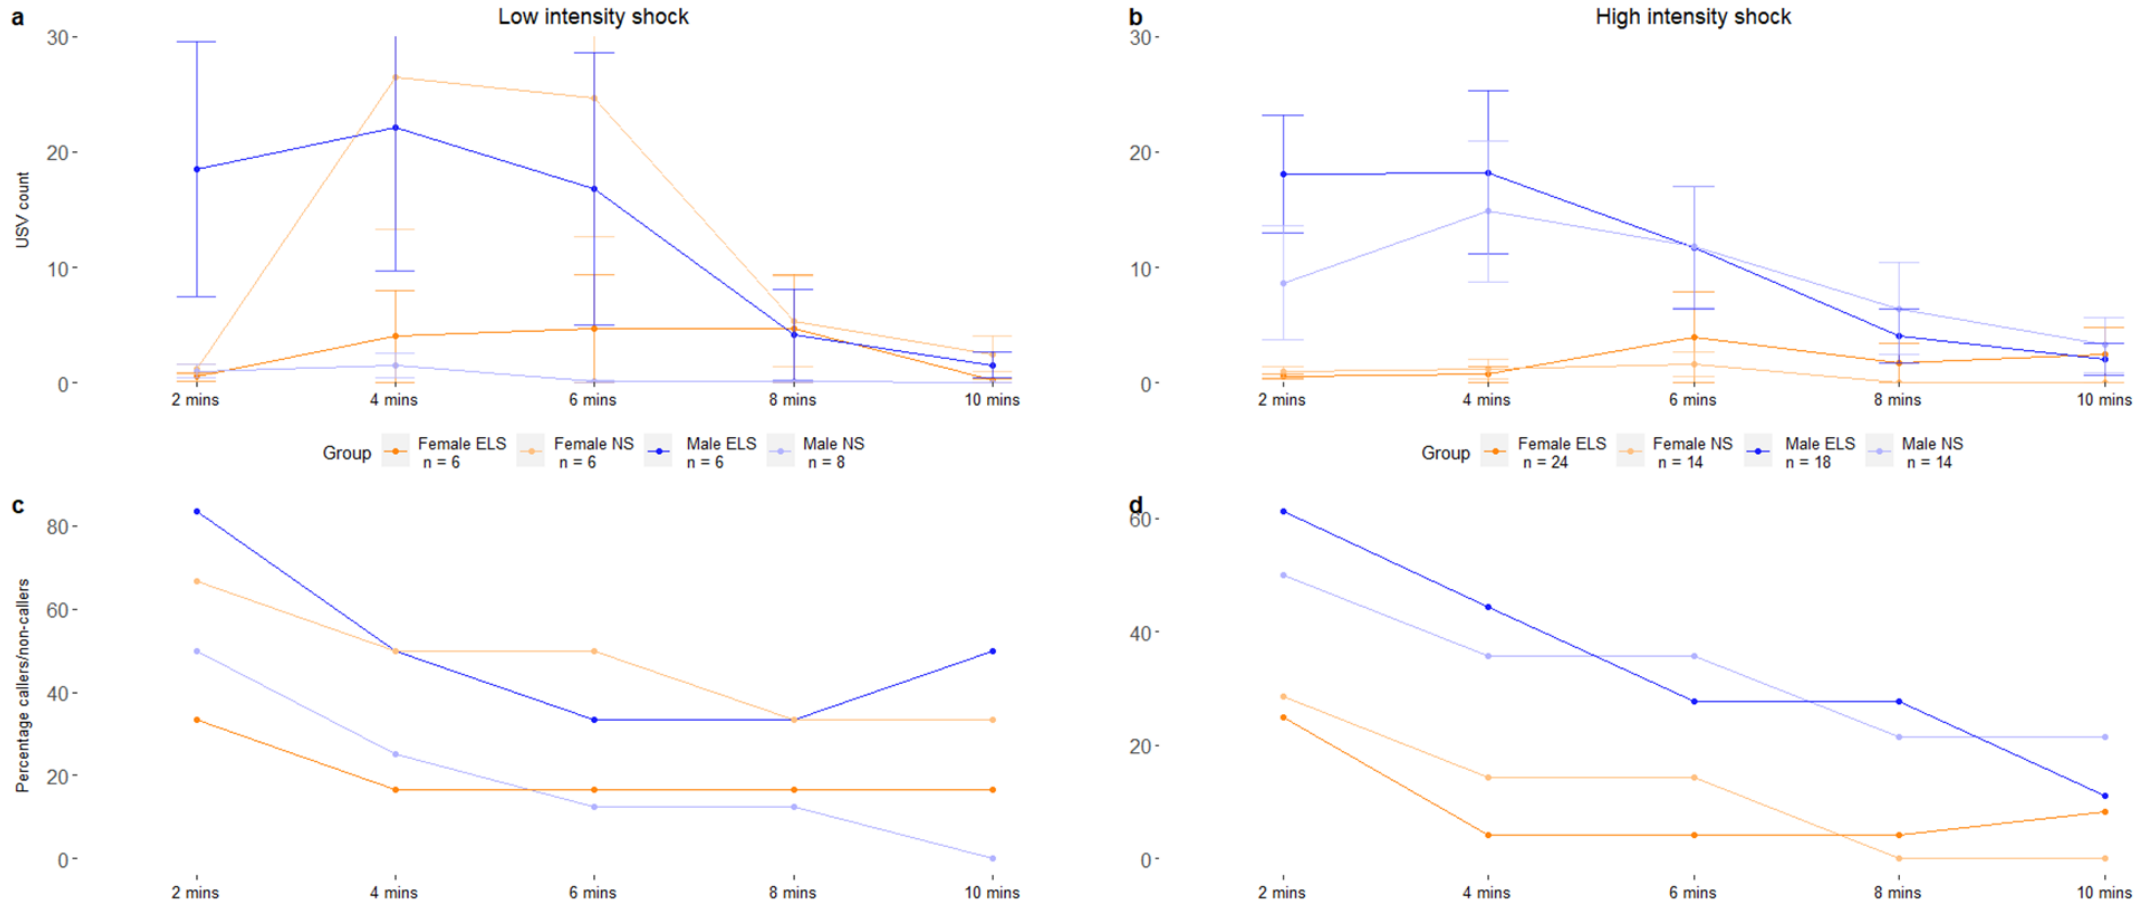 a
Low intensity shock
30
20
10
0
USV count
2 mins
4 mins
6 mins
8 mins
10 mins
Group
Female ELS
n = 6
Female NS
n = 6
Male ELS
n = 6
Male NS
n = 8
b
High intensity shock
30
20
10
0
2 mins
4 mins
6 mins
8 mins
10 mins
Group
Female ELS
n = 24
Female NS
n = 14
Male ELS
n = 18
Male NS
n = 14
c
80
60
40
20
0
Percentage callers/non-callers
2 mins
4 mins
6 mins
8 mins
10 mins
d
60
40
20
0
2 mins
4 mins
6 mins
8 mins
10 mins